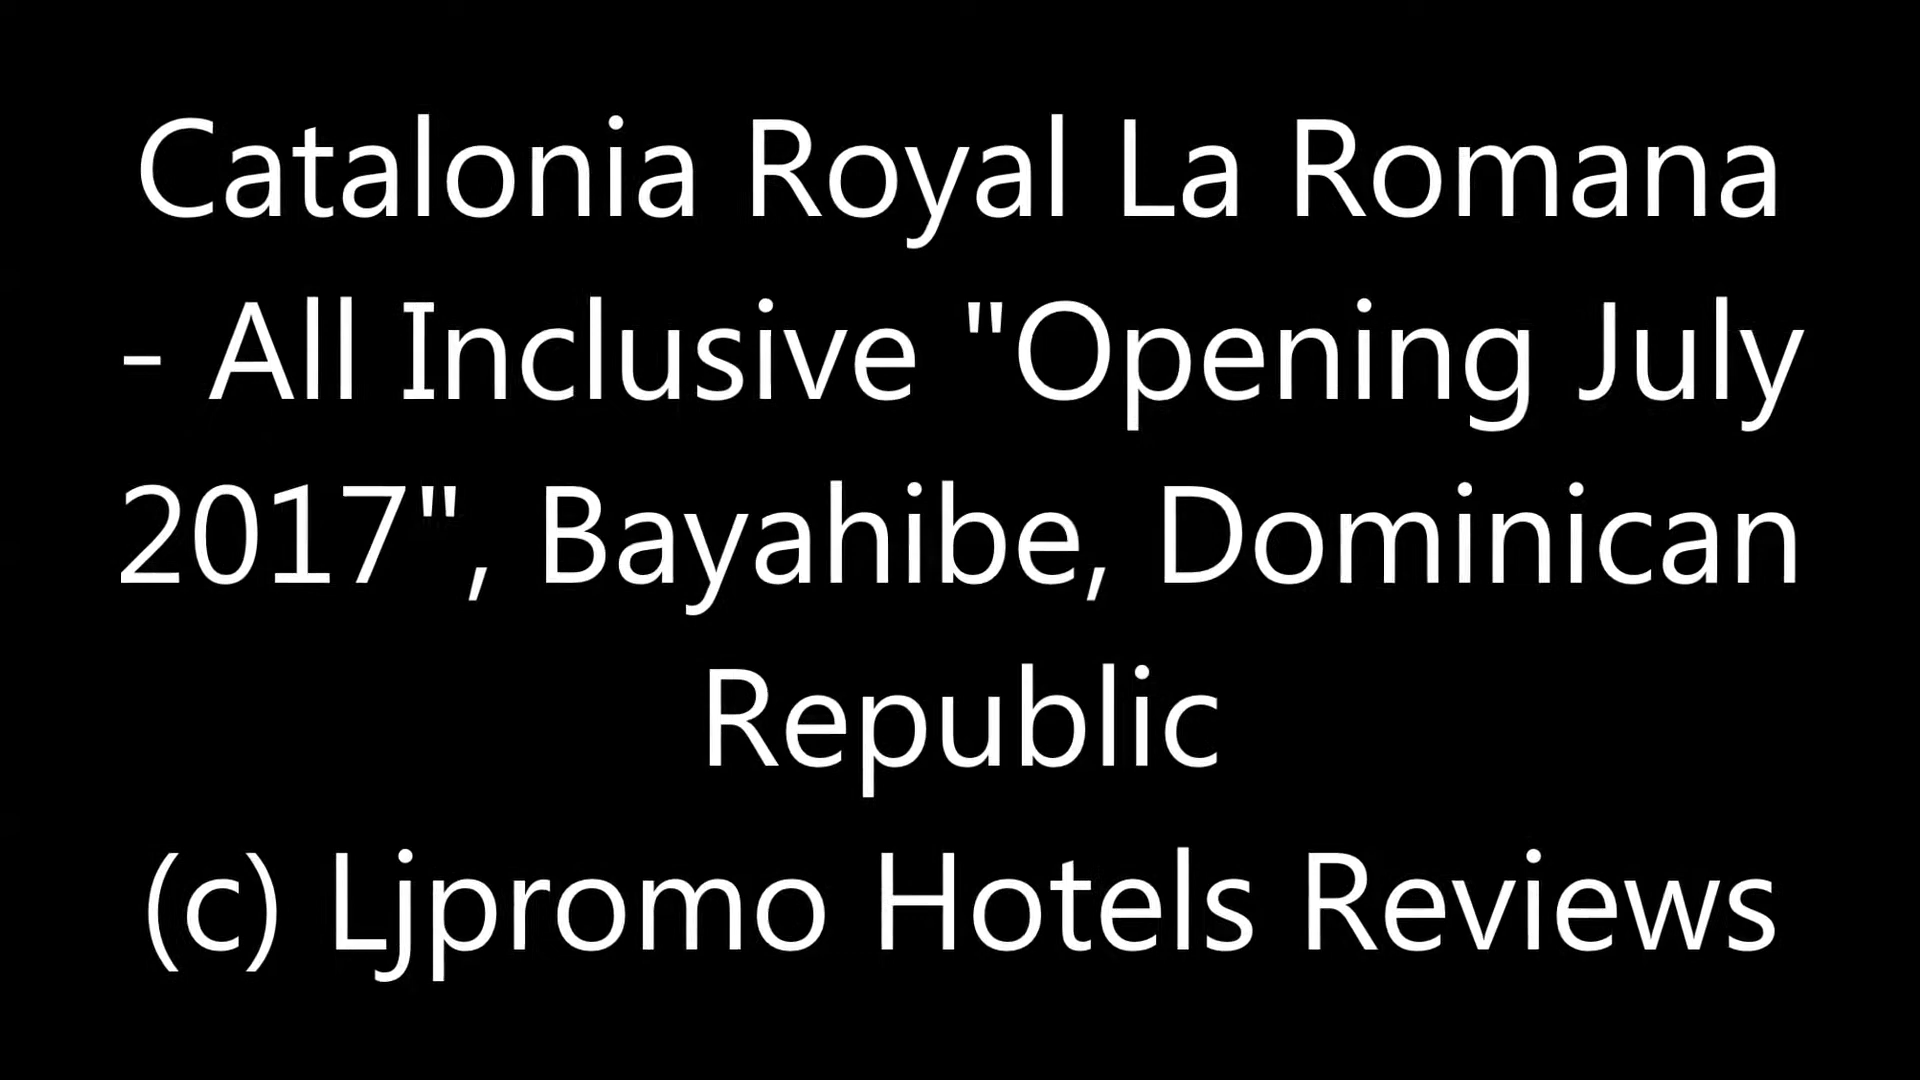 Catalonia Royal La Romana
- All Inclusive "Opening July
2017", Bayahibe, Dominican
Republic
(c) Ljpromo Hotels Reviews